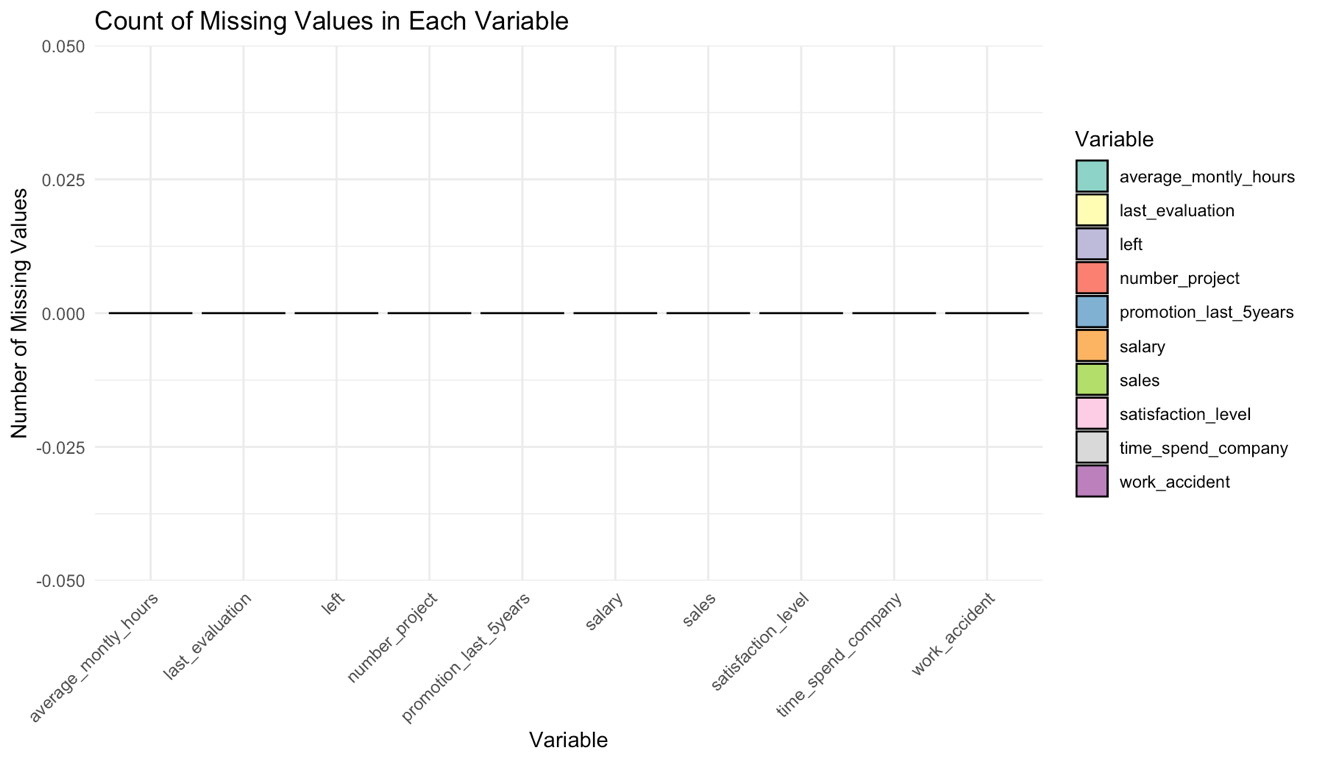 Count of Missing Values in Each Variable
0.050
0.025
0.000
-0.025
-0.050
Number of Missing Values
average_montly_hours
last_evaluation
left
number_project
promotion_last_5years
salary
sales
satisfaction_level
time_spend_company
work_accident
Variable
Variable
average_montly_hours
last_evaluation
left
number_project
promotion_last_5years
salary
sales
satisfaction_level
time_spend_company
work_accident